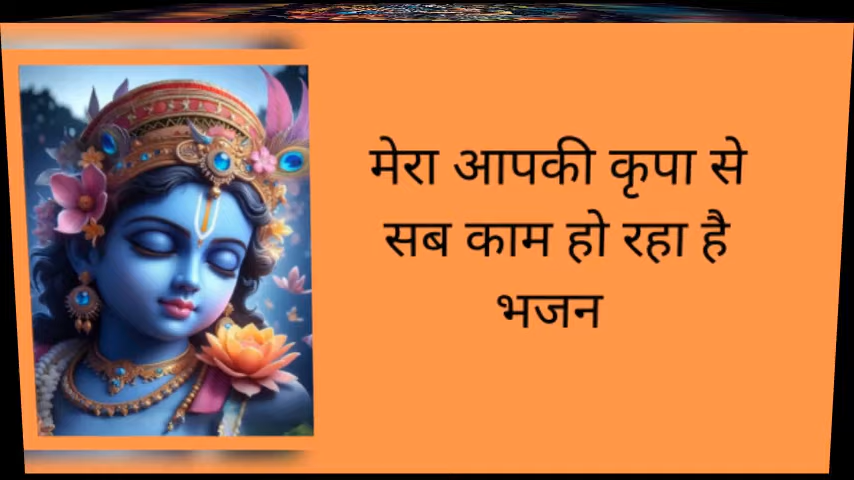 मेरा आपकी कृपा से
सब काम हो रहा है
भजन